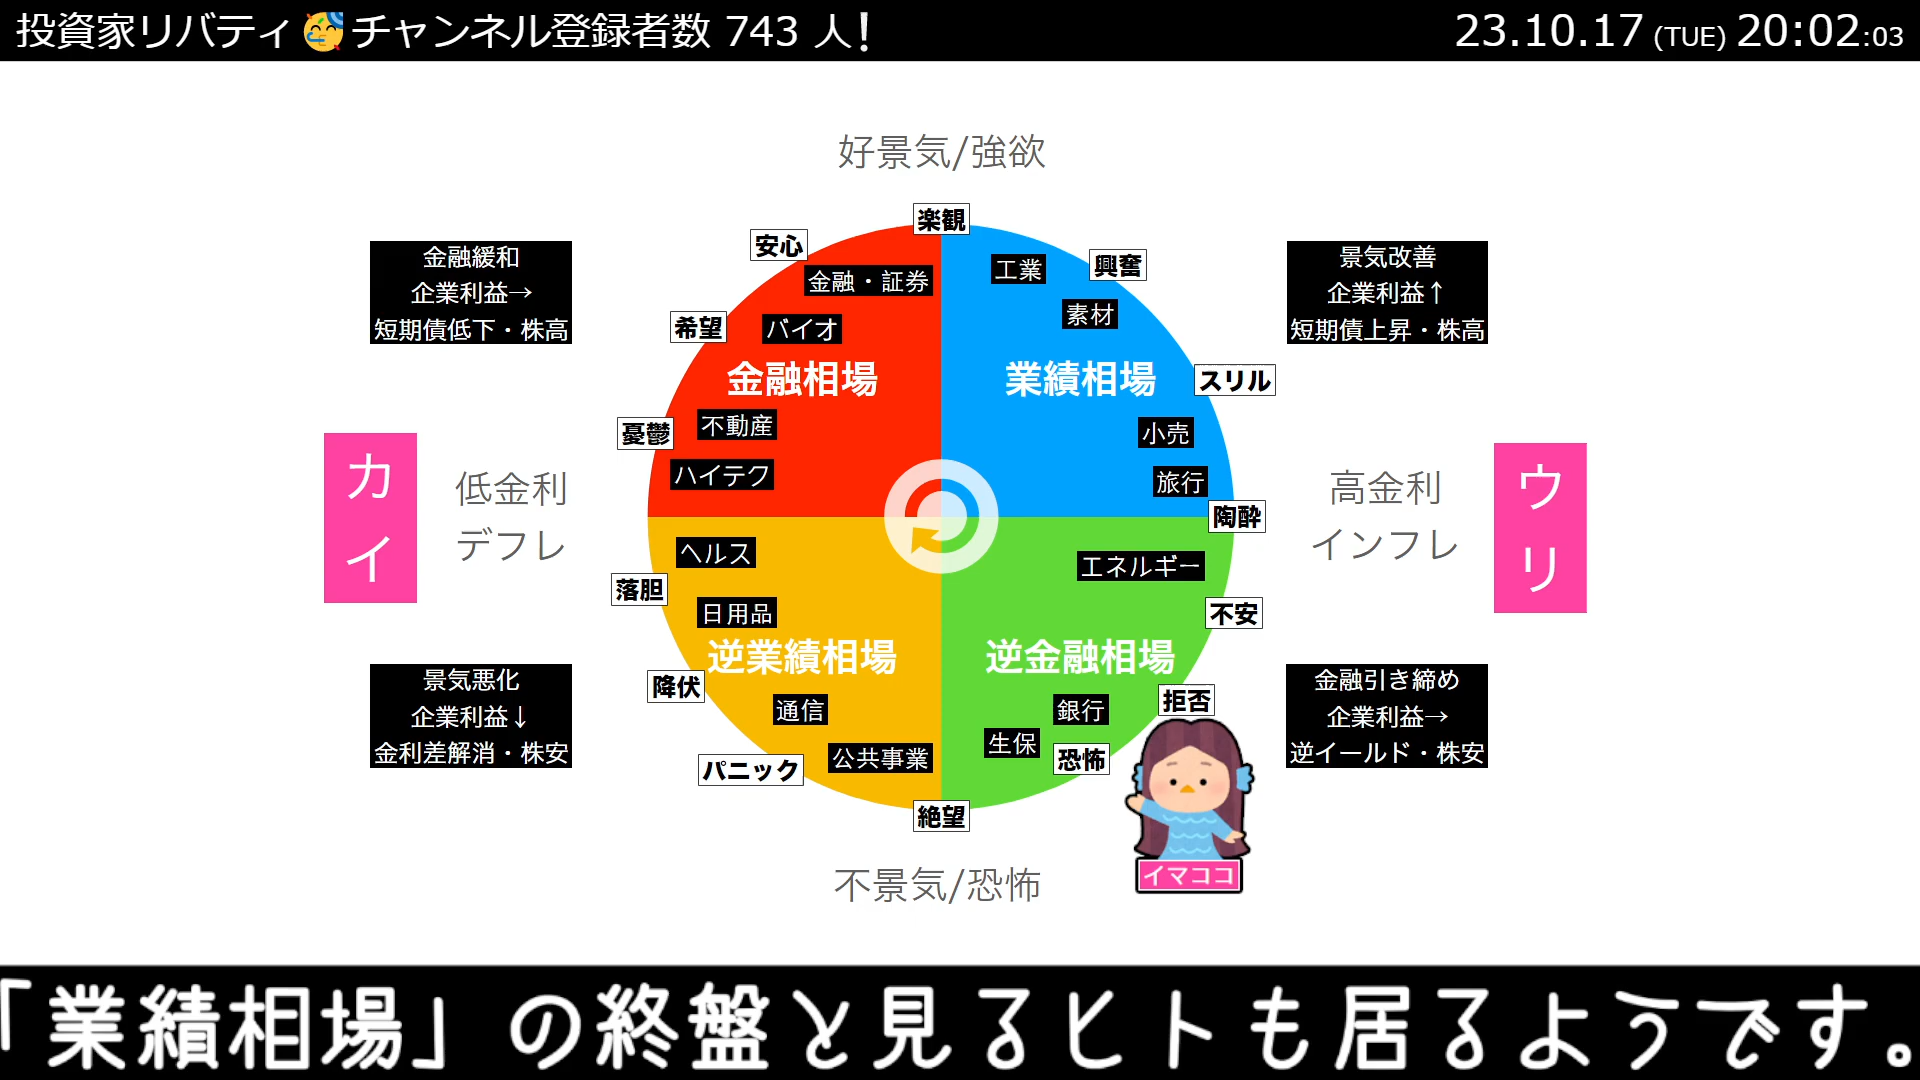 投資家リバティ🥳チャンネル登録者数 743 人!
23.10.17 (TUE) 20:02:03
好景気/強欲
楽観
安心
金融・証券
工業
興奮
金融緩和
企業利益→
短期債低下・株高
景気改善
企業利益↑
短期債上昇・株高
希望
バイオ
素材
金融相場
業績相場
スリル
憂鬱
不動産
小売
ハイテク
旅行
カイ
低金利
デフレ
高金利
インフレ
ウリ
陶酔
ヘルス
エネルギー
落胆
日用品
不安
逆業績相場
逆金融相場
降伏
拒否
景気悪化
企業利益↓
金利差解消・株安
金融引き締め
企業利益→
逆イールド・株安
通信
銀行
パニック
公共事業
生保
恐怖
絶望
イマココ
不景気/恐怖
「業績相場」の終盤と見るヒトも居るようです。